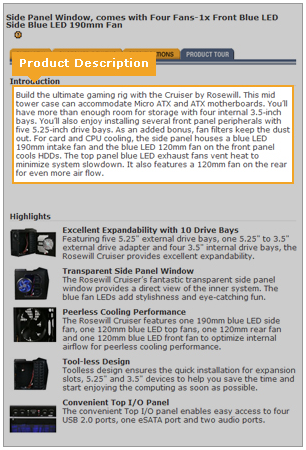 Side Panel Window, comes with Four Fans-1x Front Blue LED
Side Blue LED 190mm Fan
PRODUCT TOUR
Product Description
Introduction
Build the ultimate gaming rig with the Cruiser by Rosewill. This mid
tower case can accommodate Micro ATX and ATX motherboards. You'll
have more than enough room for storage with four internal 3.5-inch
bays. You'll also enjoy installing several front panel peripherals with
five 5.25-inch drive bays. As an added bonus, fan filters keep the dust
out. For card and CPU cooling, the side panel houses a blue LED
190mm intake fan and the blue LED 120mm fan on the front panel
cools HDDs. The top panel blue LED exhaust fans vent heat to
minimize system slowdown. It also features a 120mm fan on the rear
for even more air flow.
Highlights
Excellent Expandability with 10 Drive Bays
Featuring five 5.25" external drive bays, one 5.25" to 3.5"
external drive adapter and four 3.5" internal drive bays, the
Rosewill Cruiser provides excellent expandability.
Transparent Side Panel Window
The Rosewill Cruiser's fantastic transparent side panel
window provides a direct view of the inner system. The
blue fan LEDs add stylishness and eye-catching fun.
Peerless Cooling Performance
The Rosewill Cruiser features one 190mm blue LED side
fan, one 120mm blue LED top fans, one 120mm rear fan
and one 120mm blue LED front fan to optimize internal
airflow for peerless cooling performance.
Tool-less Design
Toolless design ensures the quick installation for expansion
slots, 5.25" and 3.5" devices to help you save the time and
start enjoying the computing as soon as possible.
Convenient Top I/O Panel
The convenient Top I/O panel enables easy access to four
USB 2.0 ports, one eSATA port and two audio ports.